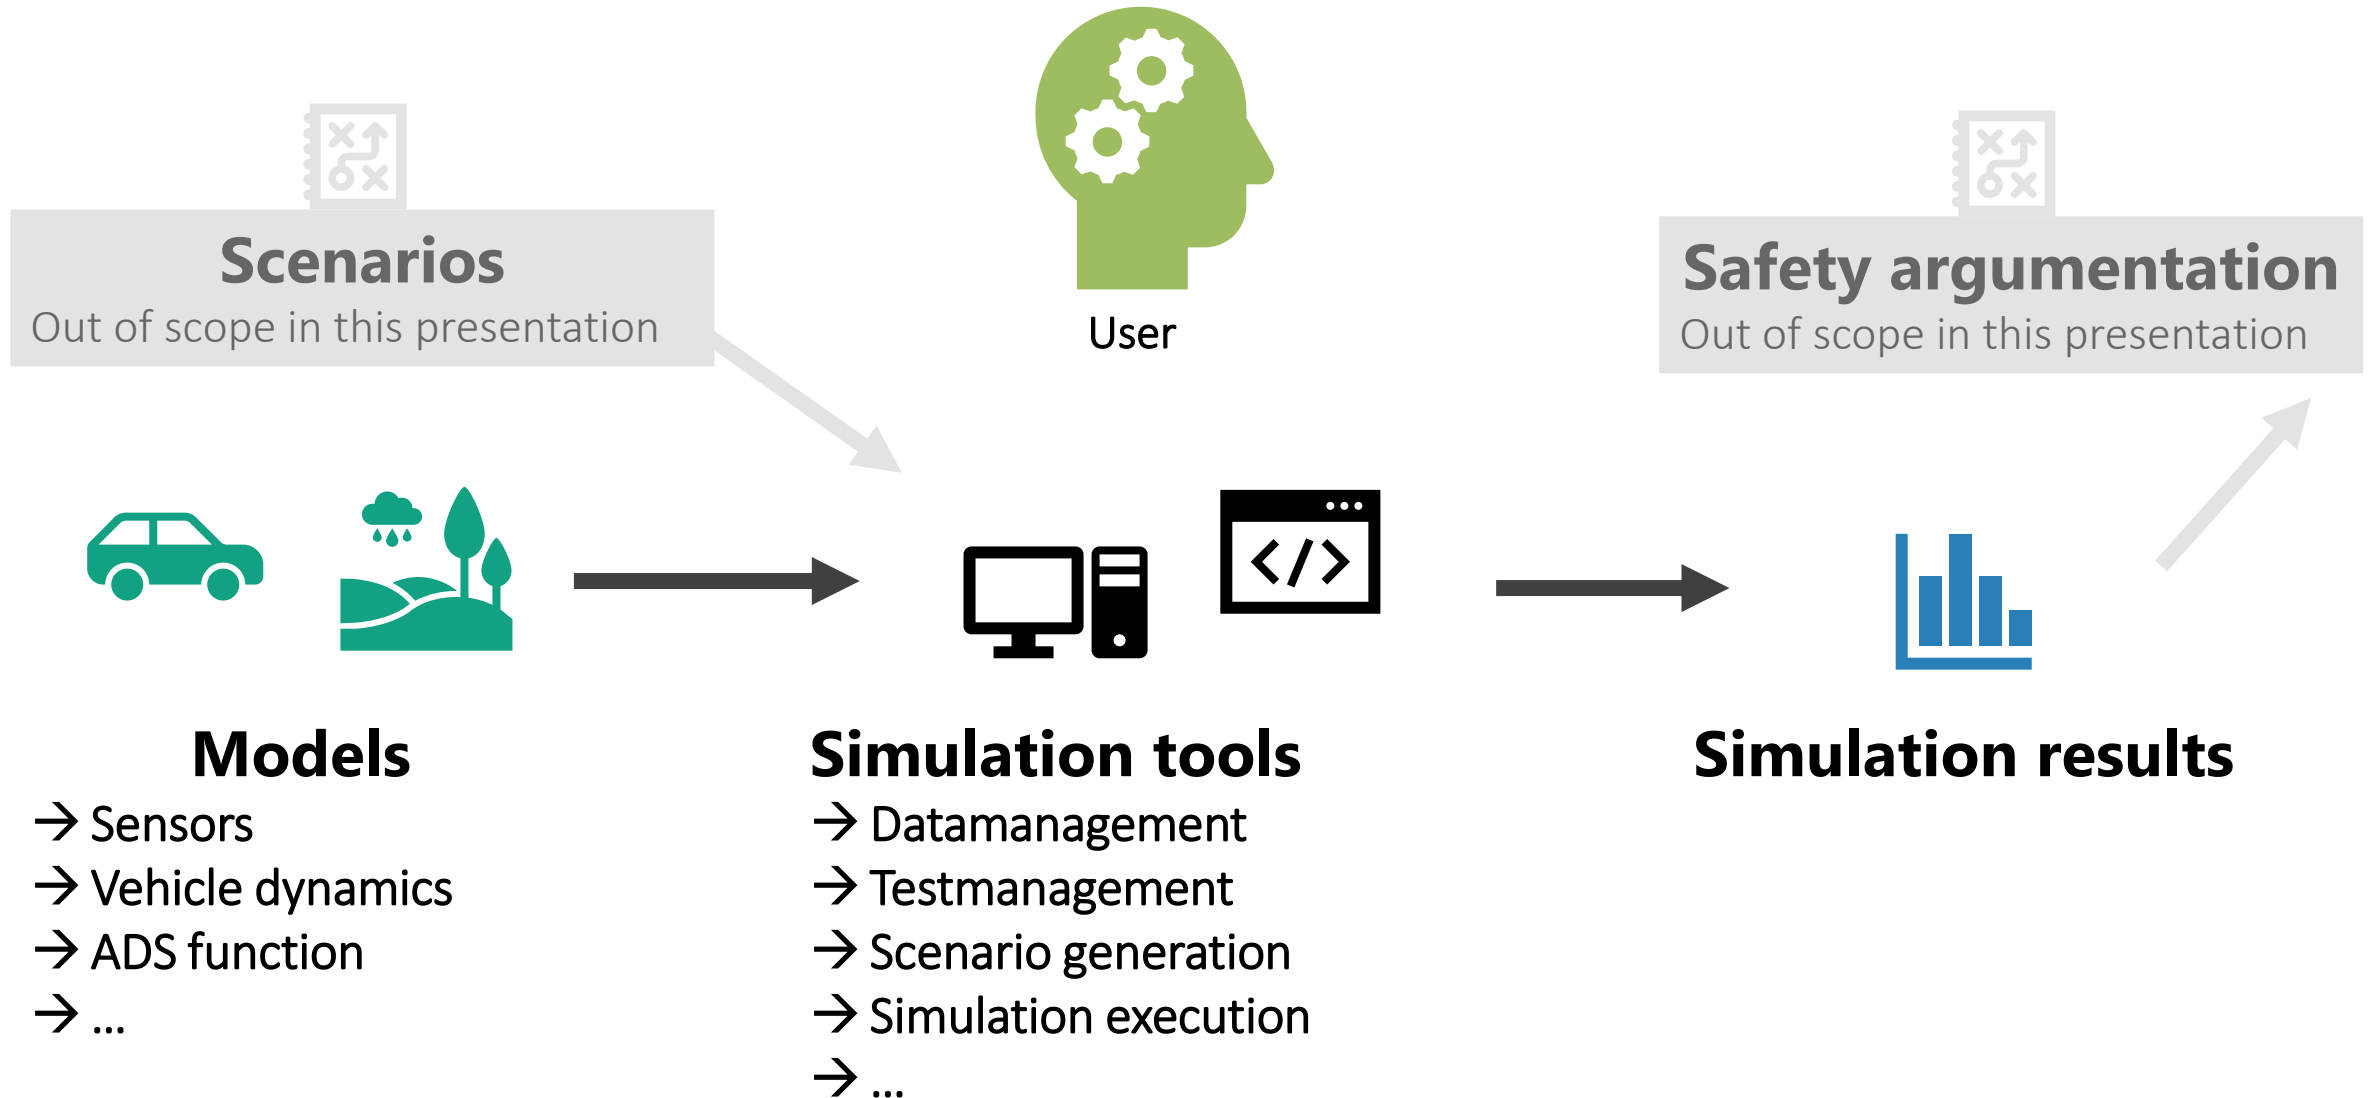 Scenarios
Out of scope in this presentation
User
Safety argumentation
Out of scope in this presentation
</>
Models
→ Sensors
→ Vehicle dynamics
→ ADS function
→ ...
Simulation tools
→ Datamanagement
→ Testmanagement
→ Scenario generation
→ Simulation execution
→ ...
Simulation results